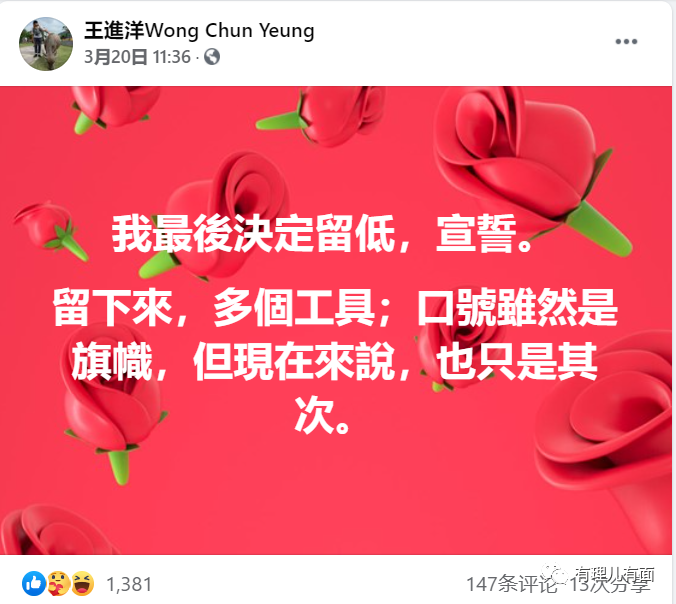 王進洋Wong Chun Yeung
3月20日 11:36 ·
我最後決定留低，宣誓。
留下來，多個工具；口號雖然是
旗幟，但現在來說，也只是其
次。
1,381
147条评论 13次分享
有理儿有面